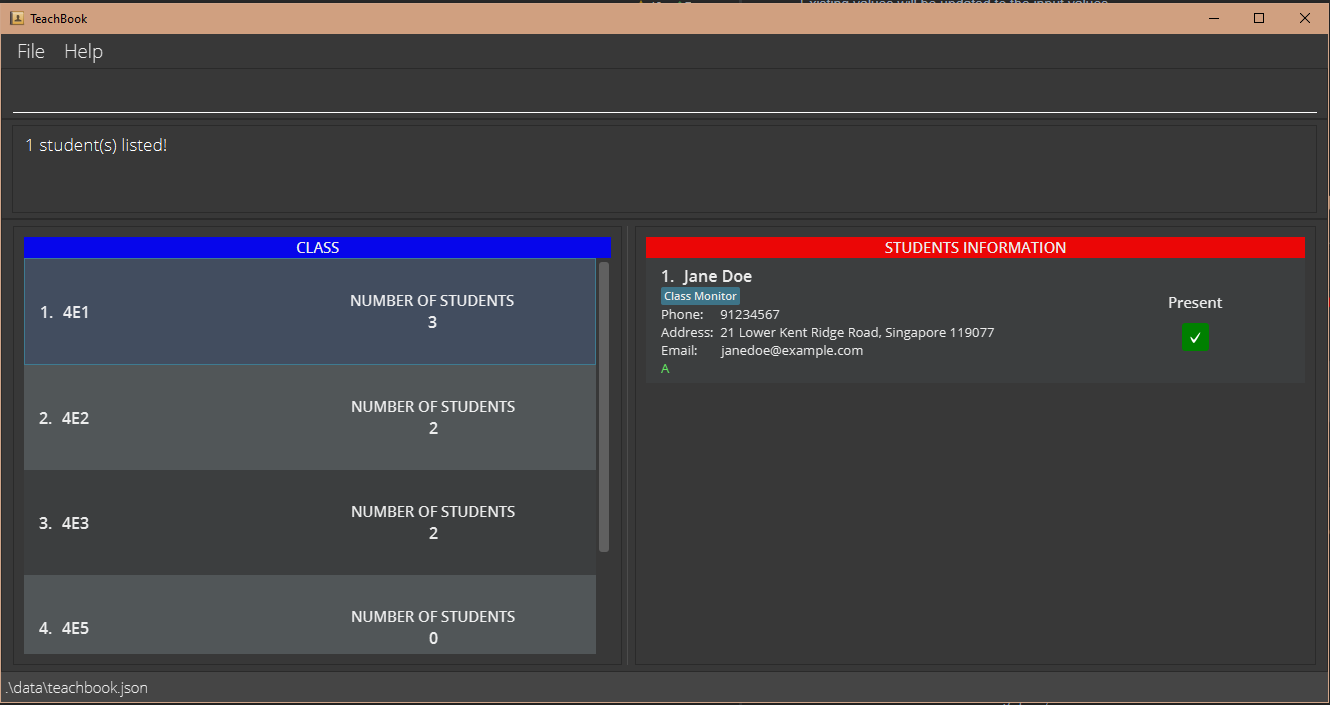 TeachBook
File Help
1 student(s) listed!
CLASS
1. 4E1
NUMBER OF STUDENTS
3
2. 4E2
NUMBER OF STUDENTS
2
3. 4E3
NUMBER OF STUDENTS
2
4. 4E5
NUMBER OF STUDENTS
0
STUDENTS INFORMATION
1. Jane Doe
Class Monitor
Phone: 91234567
Address: 21 Lower Kent Ridge Road, Singapore 119077
Email: janedoe@example.com
A
Present
.\data\teachbook.json